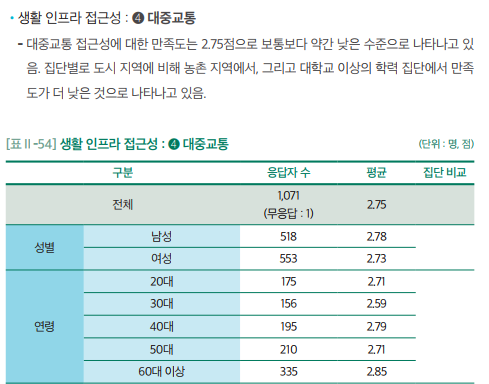 • 생활 인프라 접근성 : ❹ 대중교통
- 대중교통 접근성에 대한 만족도는 2.75점으로 보통보다 약간 낮은 수준으로 나타나고 있
음. 집단별로 도시 지역에 비해 농촌 지역에서, 그리고 대학교 이상의 학력 집단에서 만족
도가 더 낮은 것으로 나타나고 있음.
[표 Ⅱ-54] 생활 인프라 접근성 : ❹ 대중교통
(단위 : 명, 점)
구분 응답자 수 평균 집단 비교
전체 1,071 (무응답 : 1) 2.75
성별 남성 518 2.78
여성 553 2.73
연령 20대 175 2.71
30대 156 2.59
40대 195 2.79
50대 210 2.71
60대 이상 335 2.85